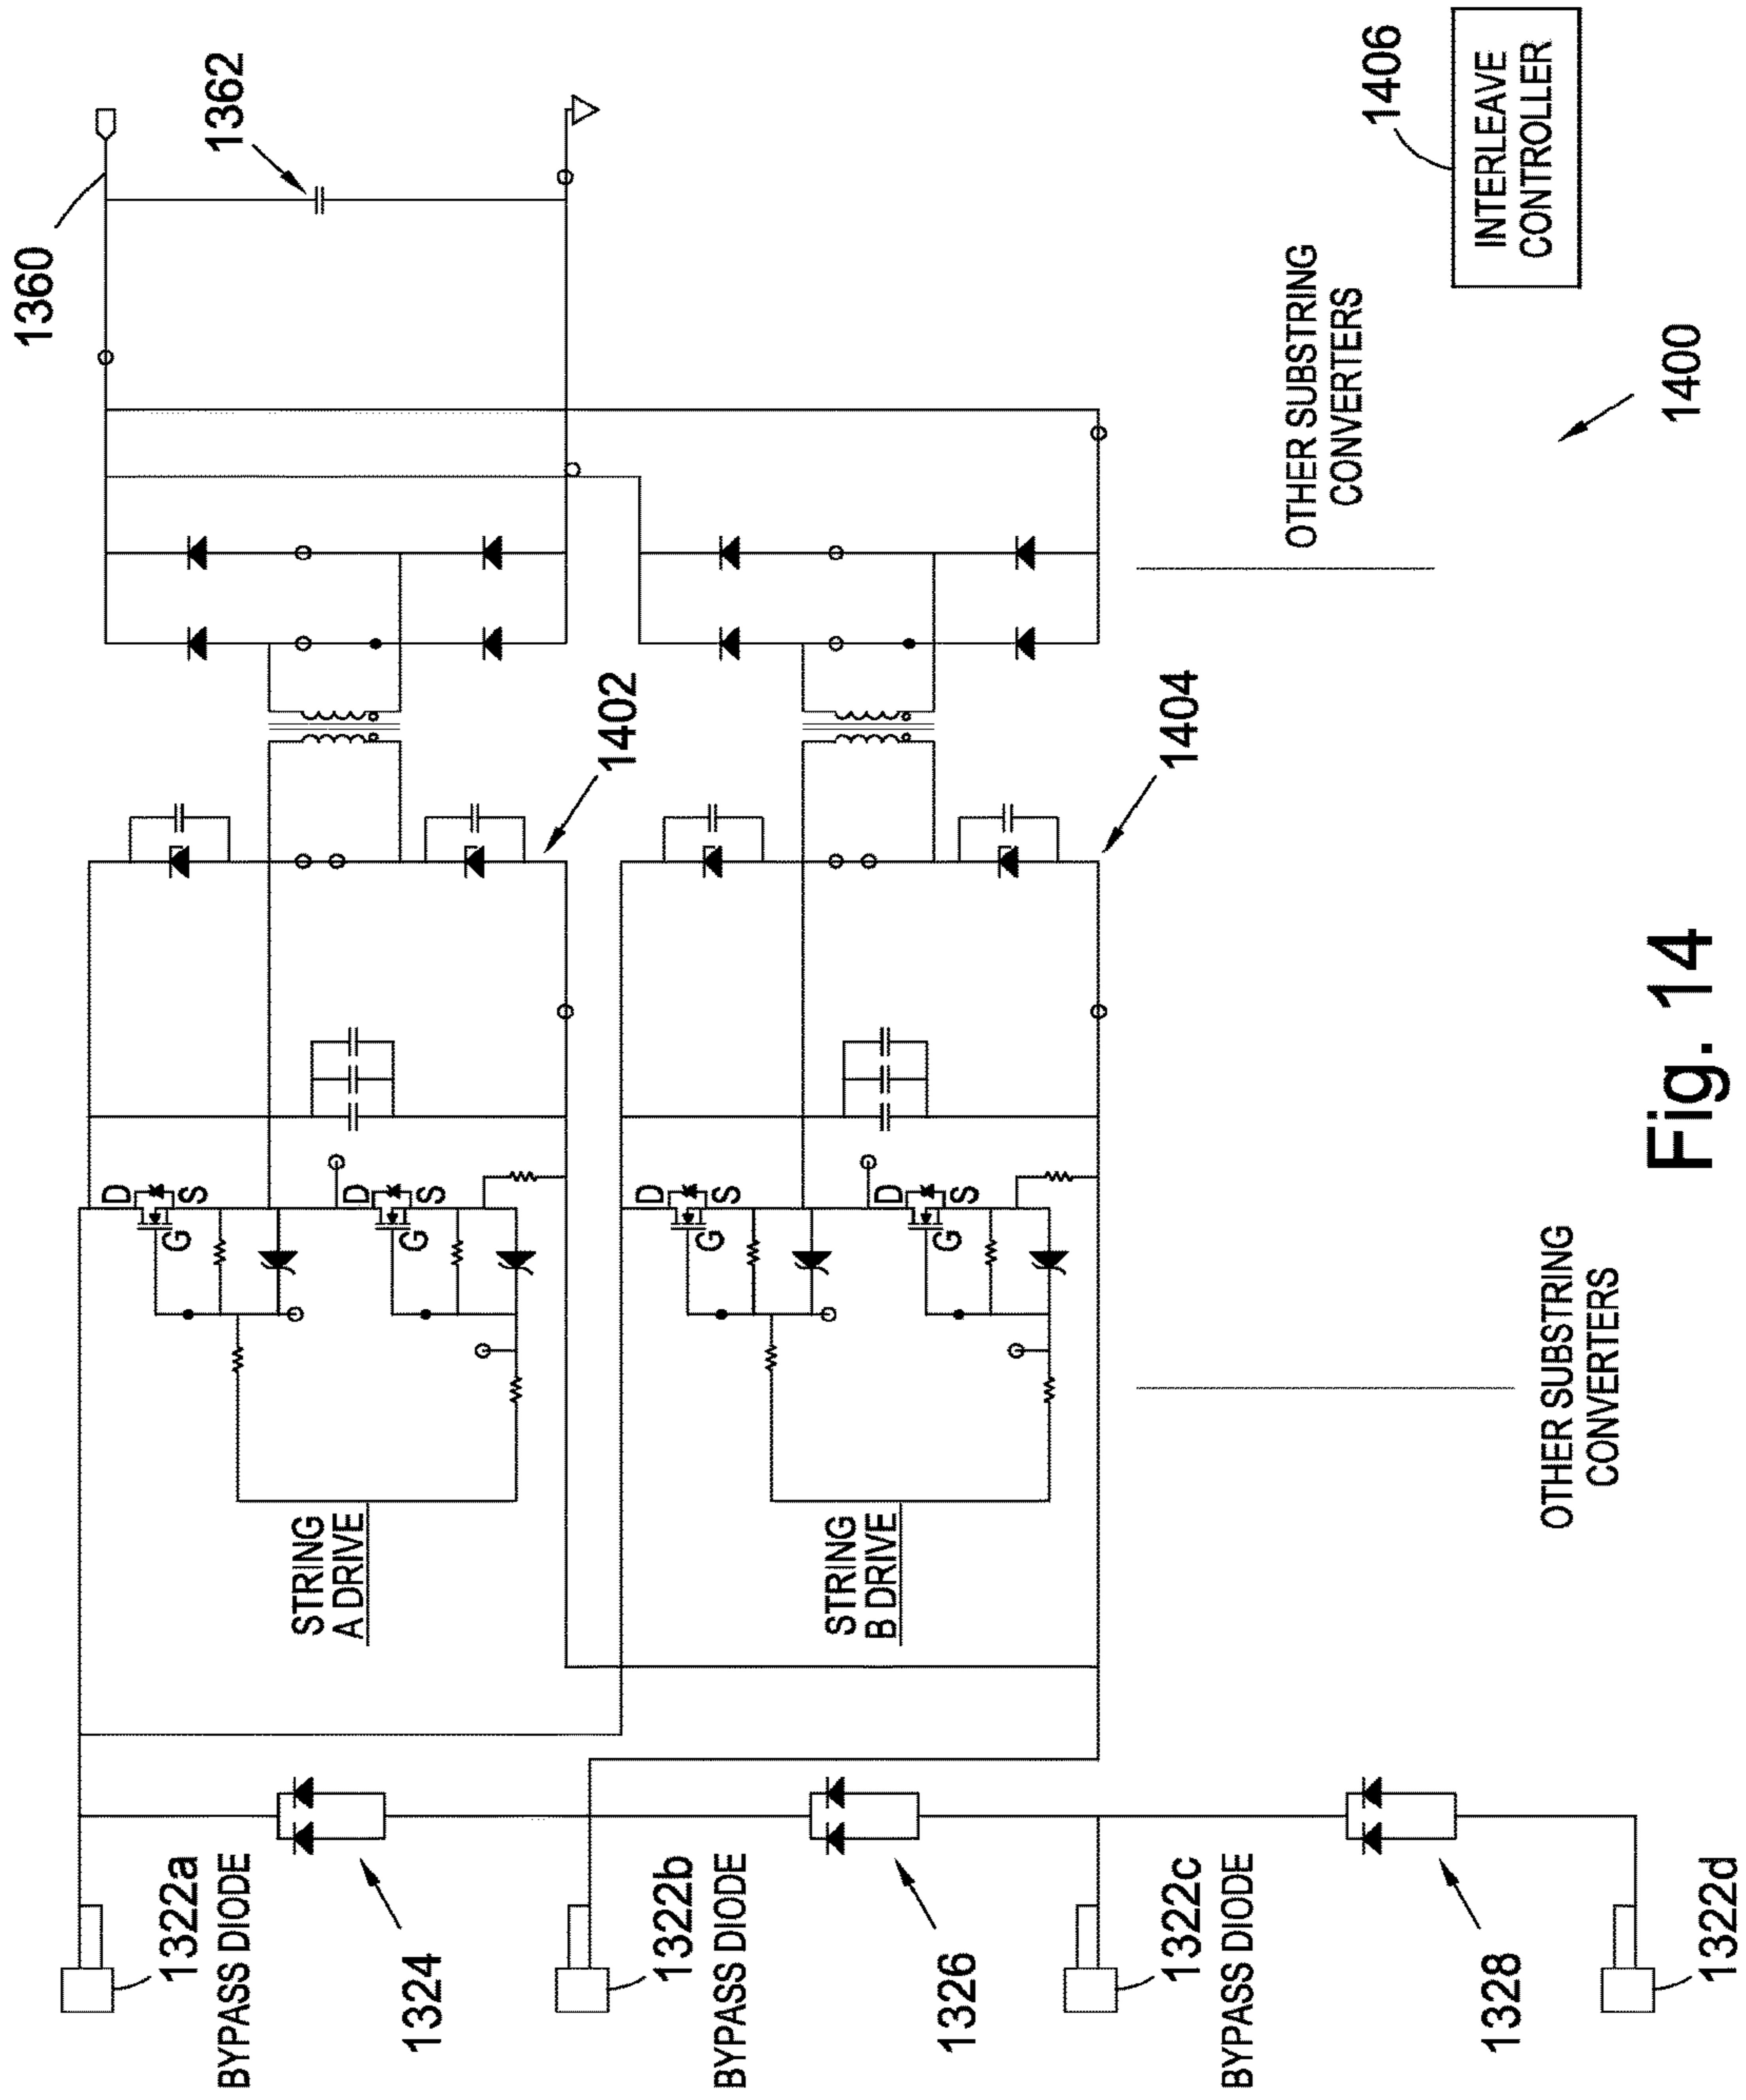 1360
1362
1402
1404
OTHER SUBSTRING
CONVERTERS
1406
INTERLEAVE
CONTROLLER
1400
D
S
G
D
S
G
D
S
G
D
S
G
STRING
A DRIVE
STRING
B DRIVE
OTHER SUBSTRING
CONVERTERS
1322a
BYPASS DIODE
1324
1322b
BYPASS DIODE
1326
1322c
BYPASS DIODE
1328
1322d
Fig. 14